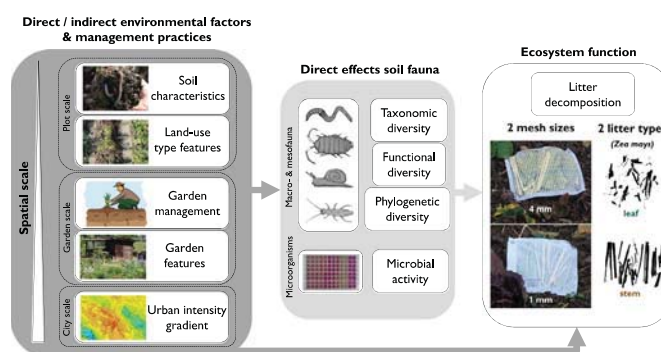 Direct / indirect environmental factors
& management practices
Spatial scale
Plot scale
Soil
characteristics
Land-use
type features
Garden scale
Garden
management
Garden
features
City scale
Urban intensity
gradient
Direct effects soil fauna
Macro- & mesofauna
Taxonomic
diversity
Functional
diversity
Phylogenetic
diversity
Microorganisms
Microbial
activity
Ecosystem function
Litter
decomposition
2 mesh sizes
4 mm
1 mm
2 litter type
(Zea mays)
leaf
stem